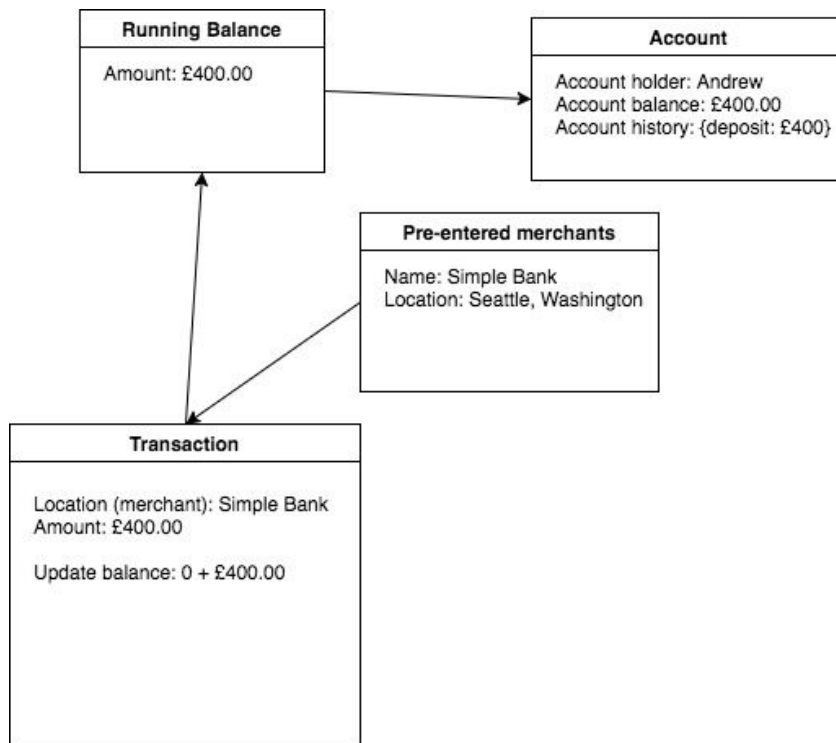 Running Balance
Amount: £400.00
Account
Account holder: Andrew
Account balance: £400.00
Account history: {deposit: £400}
Pre-entered merchants
Name: Simple Bank
Location: Seattle, Washington
Transaction
Location (merchant): Simple Bank
Amount: £400.00
Update balance: 0 + £400.00